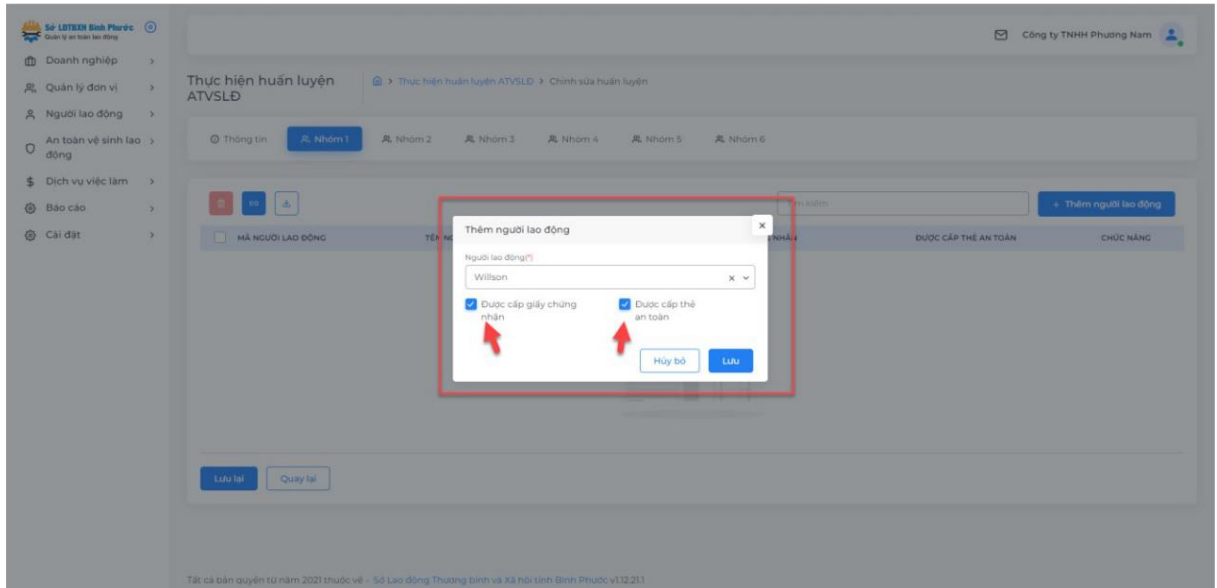 Sở LĐTBXH Bình Phước
Quản lý an toàn lao động
Công ty TNHH Phương Nam
Doanh nghiệp
Quản lý đơn vị
Người lao động
An toàn vệ sinh lao
động
Dịch vụ việc làm
Báo cáo
Cài đặt
Thực hiện huấn luyện
ATVSLĐ
Thực hiện huấn luyện ATVSLĐ > Chỉnh sửa huấn luyện
Thông tin
Nhóm 1
Nhóm 2
Nhóm 3
Nhóm 4
Nhóm 5
Nhóm 6
Tìm kiếm
+ Thêm người lao động
MÃ NGƯỜI LAO ĐỘNG
TÊN
NHẬN
ĐƯỢC CẤP THẺ AN TOÀN
CHỨC NĂNG
Thêm người lao động
Người lao động(*)
Willson
Được cấp giấy chứng
nhận
Được cấp thẻ
an toàn
Hủy bỏ
Lưu
Lưu lại
Quay lại
Tất cả bản quyền từ năm 2021 thuộc về - Sở Lao động Thương binh và Xã hội tỉnh Bình Phước v1.12.21.1